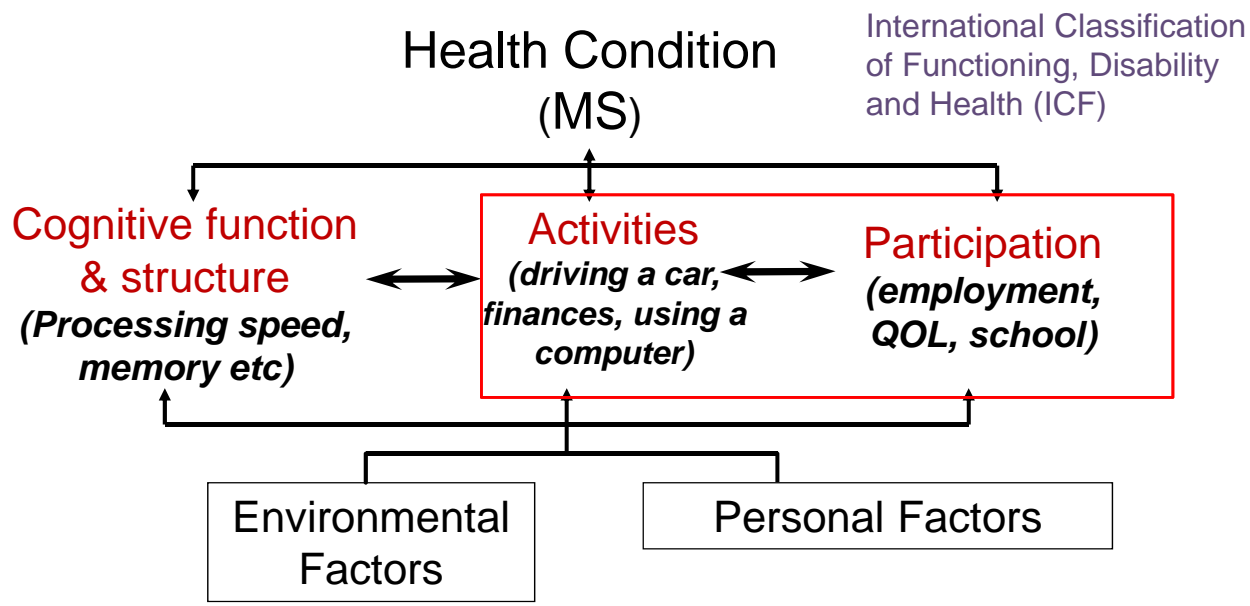 Health Condition
(MS)
International Classification
of Functioning, Disability
and Health (ICF)
Cognitive function
& structure
(Processing speed,
memory etc)
Activities
(driving a car,
finances, using a
computer)
Participation
(employment,
QOL, school)
Environmental
Factors
Personal Factors